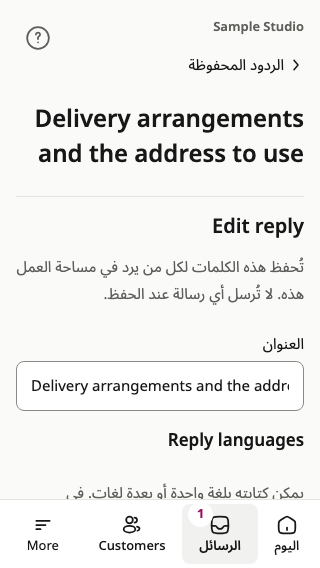 Sample Studio
الردود المحفوظة
Delivery arrangements
and the address to use
Edit reply
تُحفظ هذه الكلمات لكل من يرد في مساحة العمل
هذه. لا تُرسل أي رسالة عند الحفظ.
العنوان
Delivery arrangements and the addre
Reply languages
يمكن كتابته بلغة واحدة أو بعدة لغات. في
اليوم
1
الرسائل
Customers
More